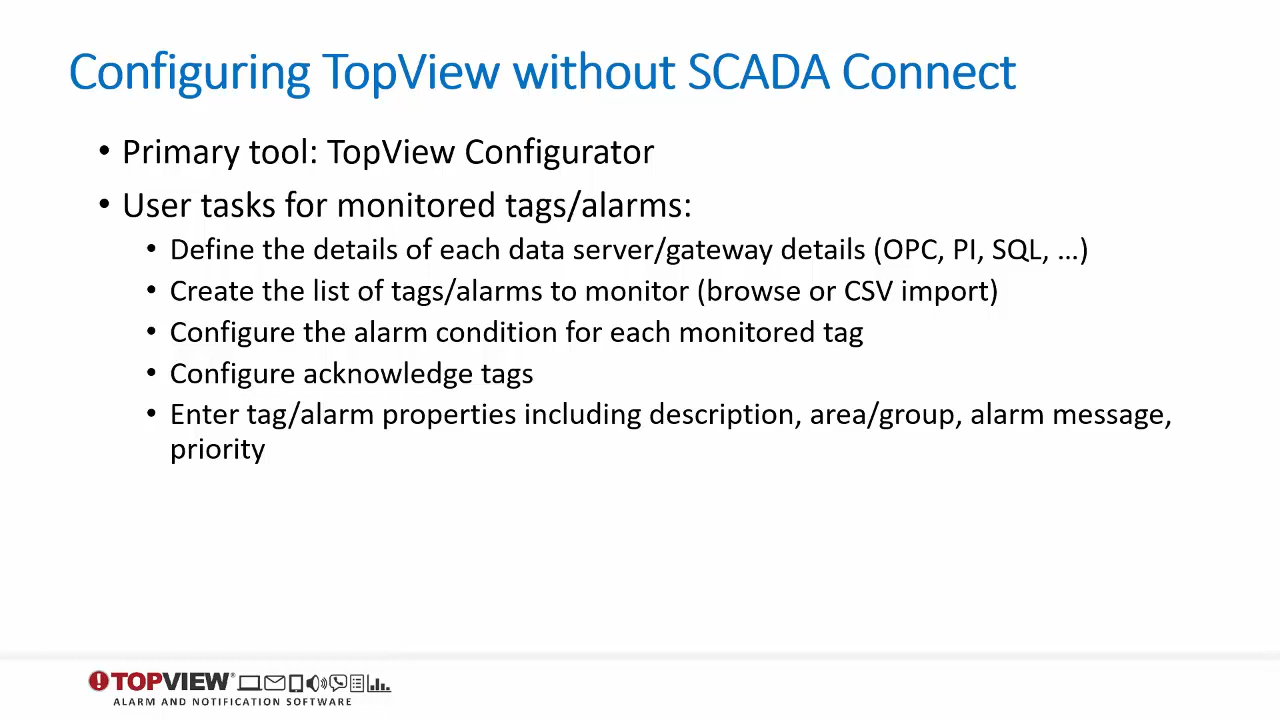 Configuring TopView without SCADA Connect
• Primary tool: TopView Configurator
• User tasks for monitored tags/alarms:
• Define the details of each data server/gateway details (OPC, PI, SQL, …)
• Create the list of tags/alarms to monitor (browse or CSV import)
• Configure the alarm condition for each monitored tag
• Configure acknowledge tags
• Enter tag/alarm properties including description, area/group, alarm message,
priority
TOPVIEW®
ALARM AND NOTIFICATION SOFTWARE